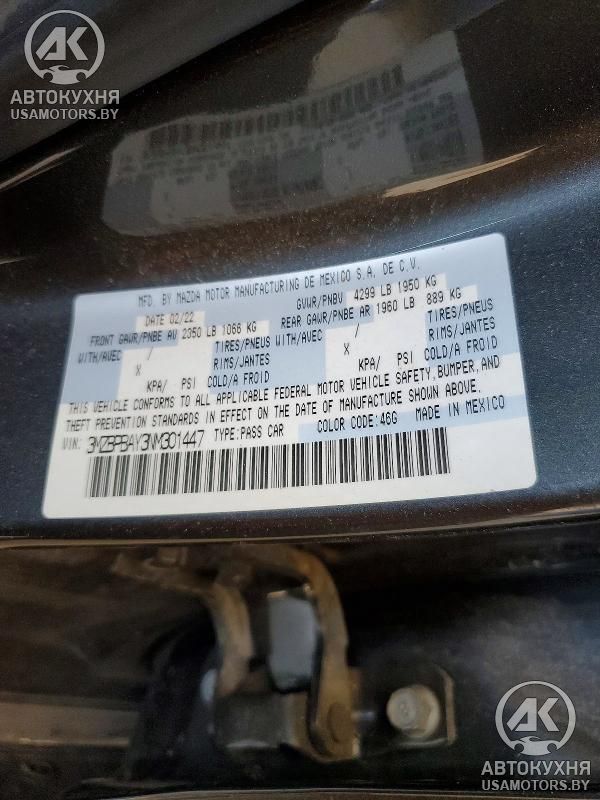 AK
АВТОКУХНЯ
USAMOTORS.BY
MFD. BY MAZDA MOTOR MANUFACTURING DE MEXICO S.A. DE C.V.
DATE 02/22 GVWR/PNBV 4299 LB 1950 KG
FRONT GAWR/PNBE AV 2350 LB 1066 KG REAR GAWR/PNBE AR 1960 LB 889 KG
WITH/AVEC / TIRES/PNEUS / TIRES/PNEUS
X RIMS/JANTES X RIMS/JANTES
KPA/ PSI COLD/A FROID KPA/ PSI COLD/A FROID
THIS VEHICLE CONFORMS TO ALL APPLICABLE FEDERAL MOTOR VEHICLE SAFETY, BUMPER, AND
THEFT PREVENTION STANDARDS IN EFFECT ON THE DATE OF MANUFACTURE SHOWN ABOVE.
VIN: 3MZBPBAY3NM301447 TYPE:PASS CAR COLOR CODE:46G MADE IN MEXICO
AK
АВТОКУХНЯ
USAMOTORS.BY